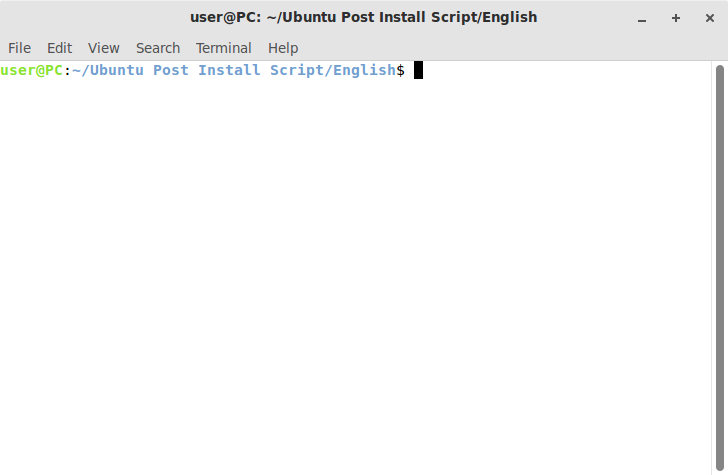 user@PC: ~/Ubuntu Post Install Script/English
File Edit View Search Terminal Help
user@PC:~/Ubuntu Post Install Script/English$